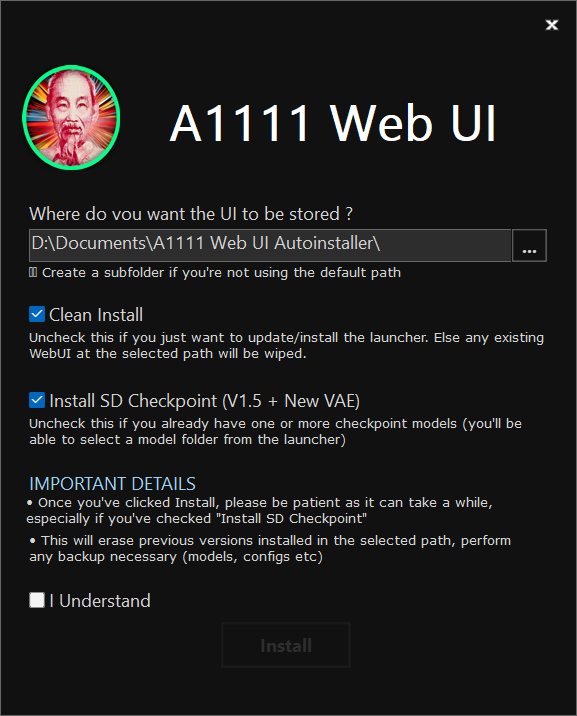 A1111 Web UI
Where do you want the UI to be stored ?
D:\Documents\A1111 Web UI Autoinstaller\
...
Create a subfolder if you're not using the default path
Clean Install
Uncheck this if you just want to update/install the launcher. Else any existing
WebUI at the selected path will be wiped.
Install SD Checkpoint (V1.5 + New VAE)
Uncheck this if you already have one or more checkpoint models (you'll be
able to select a model folder from the launcher)
IMPORTANT DETAILS
• Once you've clicked Install, please be patient as it can take a while,
especially if you've checked "Install SD Checkpoint"
• This will erase previous versions installed in the selected path, perform
any backup necessary (models, configs etc)
I Understand
Install